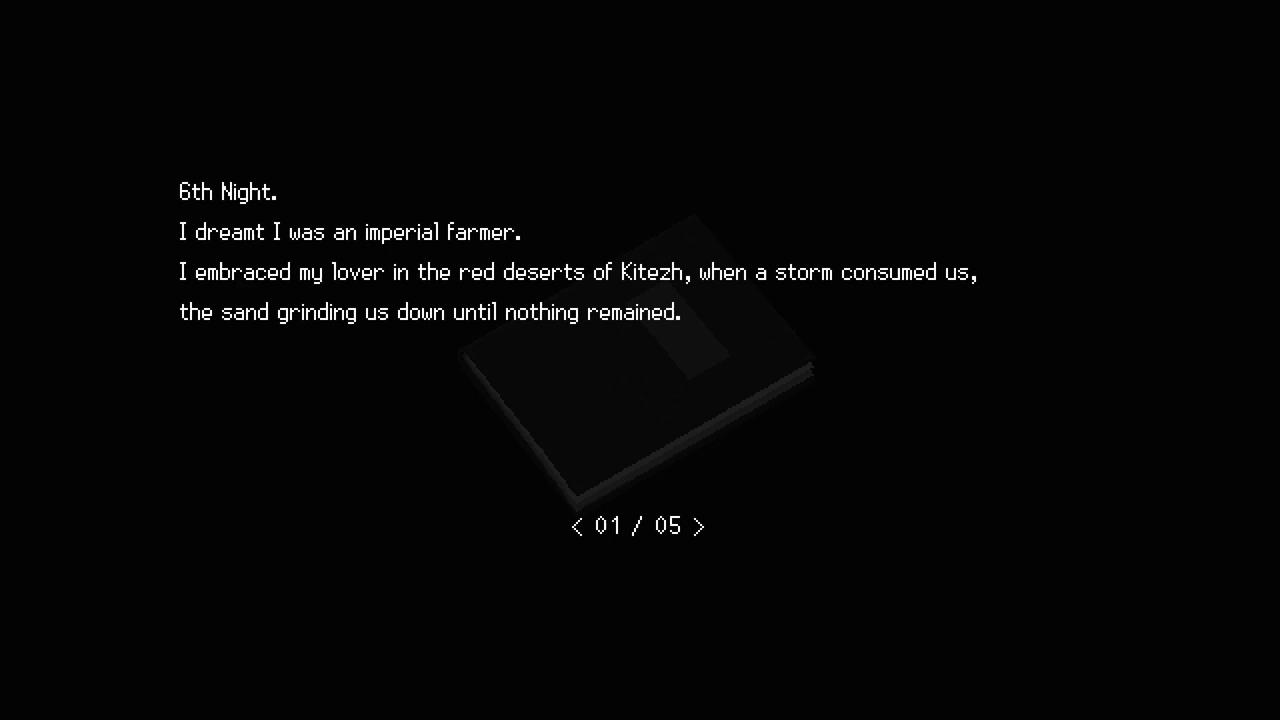 6th Night.
I dreamt I was an imperial farmer.
I embraced my lover in the red deserts of Kitezh, when a storm consumed us,
the sand grinding us down until nothing remained.
< 01 / 05 >